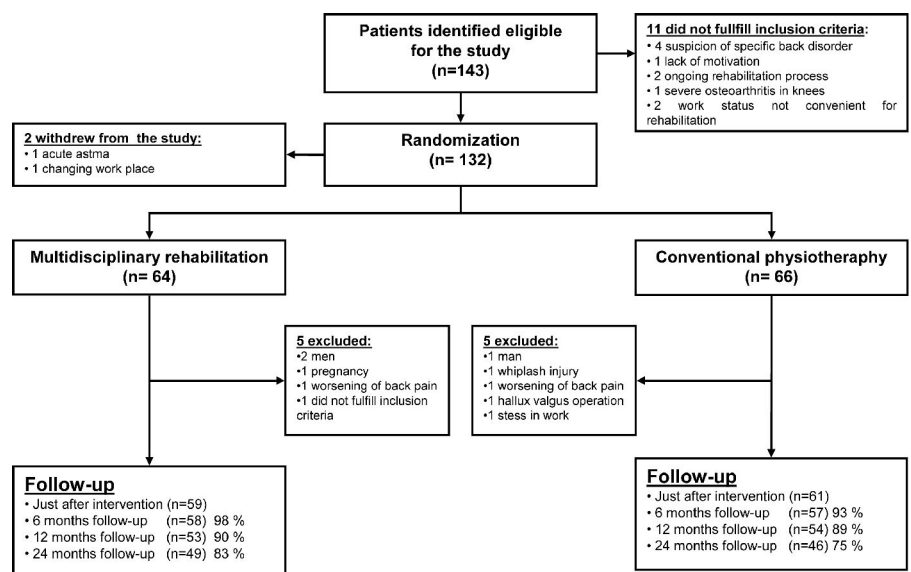 Patients identified eligible
for the study
(n=143)
11 did not fullfill inclusion criteria:
• 4 suspicion of specific back disorder
• 1 lack of motivation
• 2 ongoing rehabilitation process
• 1 severe osteoarthritis in knees
• 2 work status not convenient for
rehabilitation
2 withdrew from the study:
• 1 acute astma
• 1 changing work place
Randomization
(n= 132)
Multidisciplinary rehabilitation
(n= 64)
Conventional physiotheraphy
(n= 66)
5 excluded:
•2 men
•1 pregnancy
•1 worsening of back pain
•1 did not fulfill inclusion
criteria
5 excluded:
•1 man
•1 whiplash injury
•1 worsening of back pain
•1 hallux valgus operation
•1 stess in work
Follow-up
• Just after intervention (n=59)
• 6 months follow-up (n=58) 98 %
• 12 months follow-up (n=53) 90 %
• 24 months follow-up (n=49) 83 %
Follow-up
• Just after intervention (n=61)
• 6 months follow-up (n=57) 93 %
• 12 months follow-up (n=54) 89 %
• 24 months follow-up (n=46) 75 %